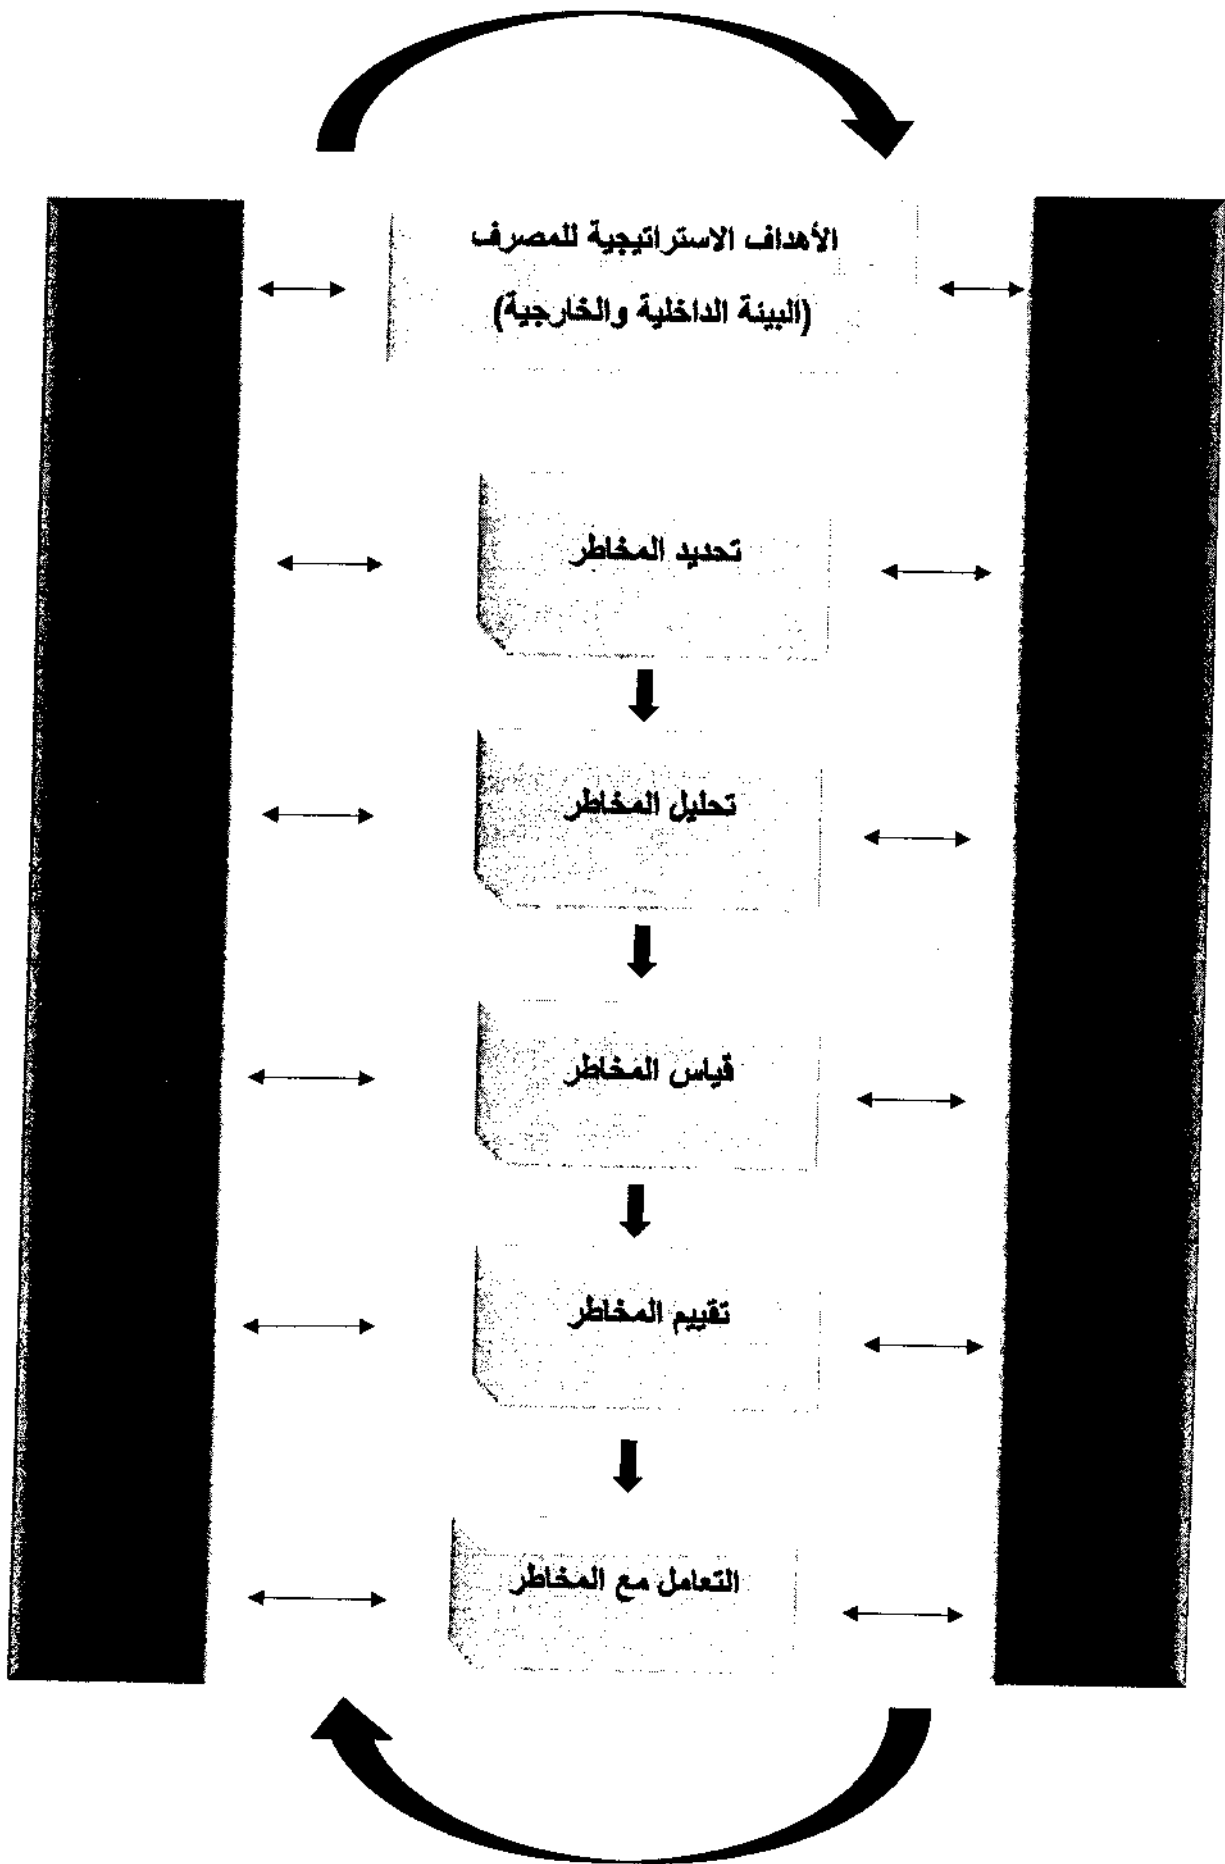 الأهداف الاستراتيجية للمصرف
(البيئة الداخلية والخارجية)
تحديد المخاطر
تحليل المخاطر
قياس المخاطر
تقييم المخاطر
التعامل مع المخاطر